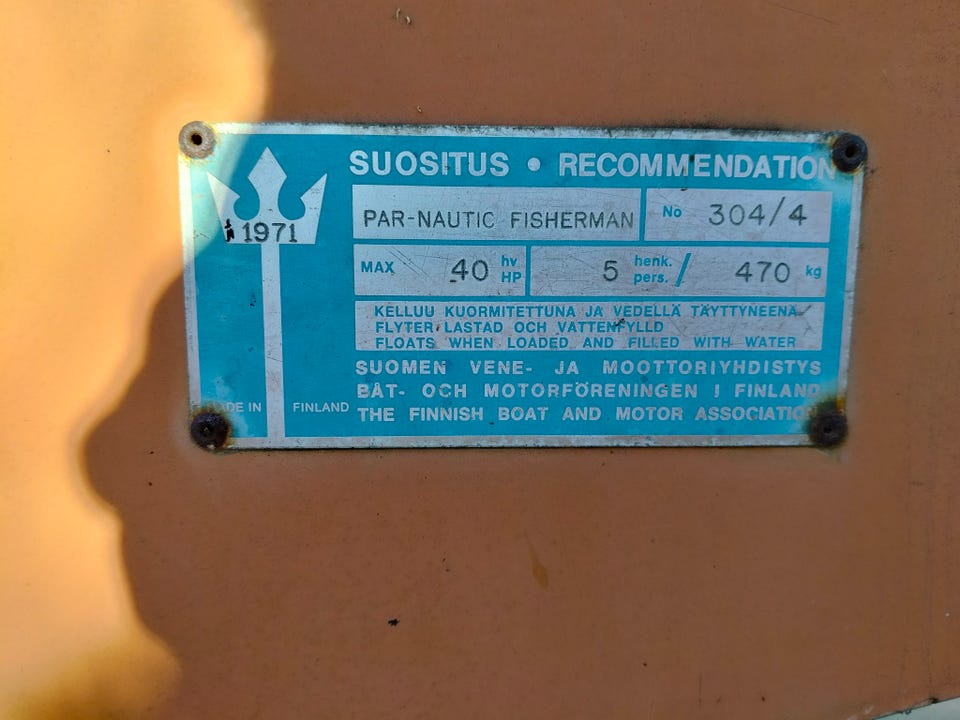 SUOSITUS • RECOMMENDATION
1971
PAR-NAUTIC FISHERMAN No 304/4
MAX 40 hv HP 5 henk. pers. / 470 kg
KELLUU KUORMITETTUNA JA VEDELLÄ TÄYTTYNEENÄ
FLYTER LASTAD OCH VATTENFYLLD
FLOATS WHEN LOADED AND FILLED WITH WATER
SUOMEN VENE- JA MOOTTORIYHDISTYS
BÅT- OCH MOTORFÖRENINGEN I FINLAND
MADE IN FINLAND
THE FINNISH BOAT AND MOTOR ASSOCIATION